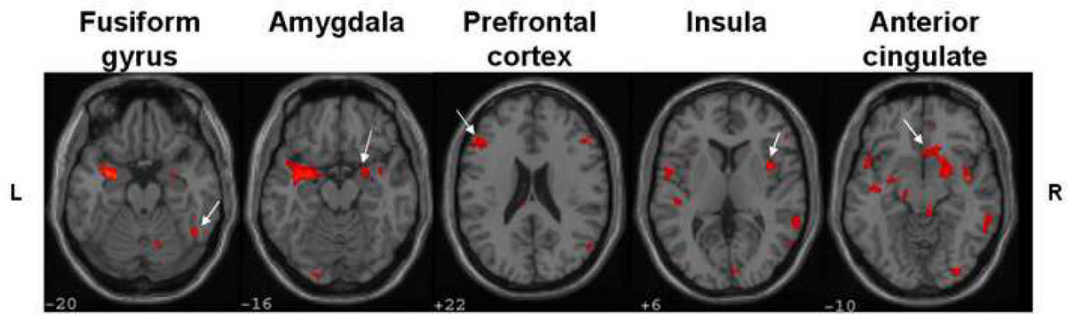 Fusiform gyrus
Amygdala
Prefrontal cortex
Insula
Anterior cingulate
L
R
-20
-16
+22
+6
-10